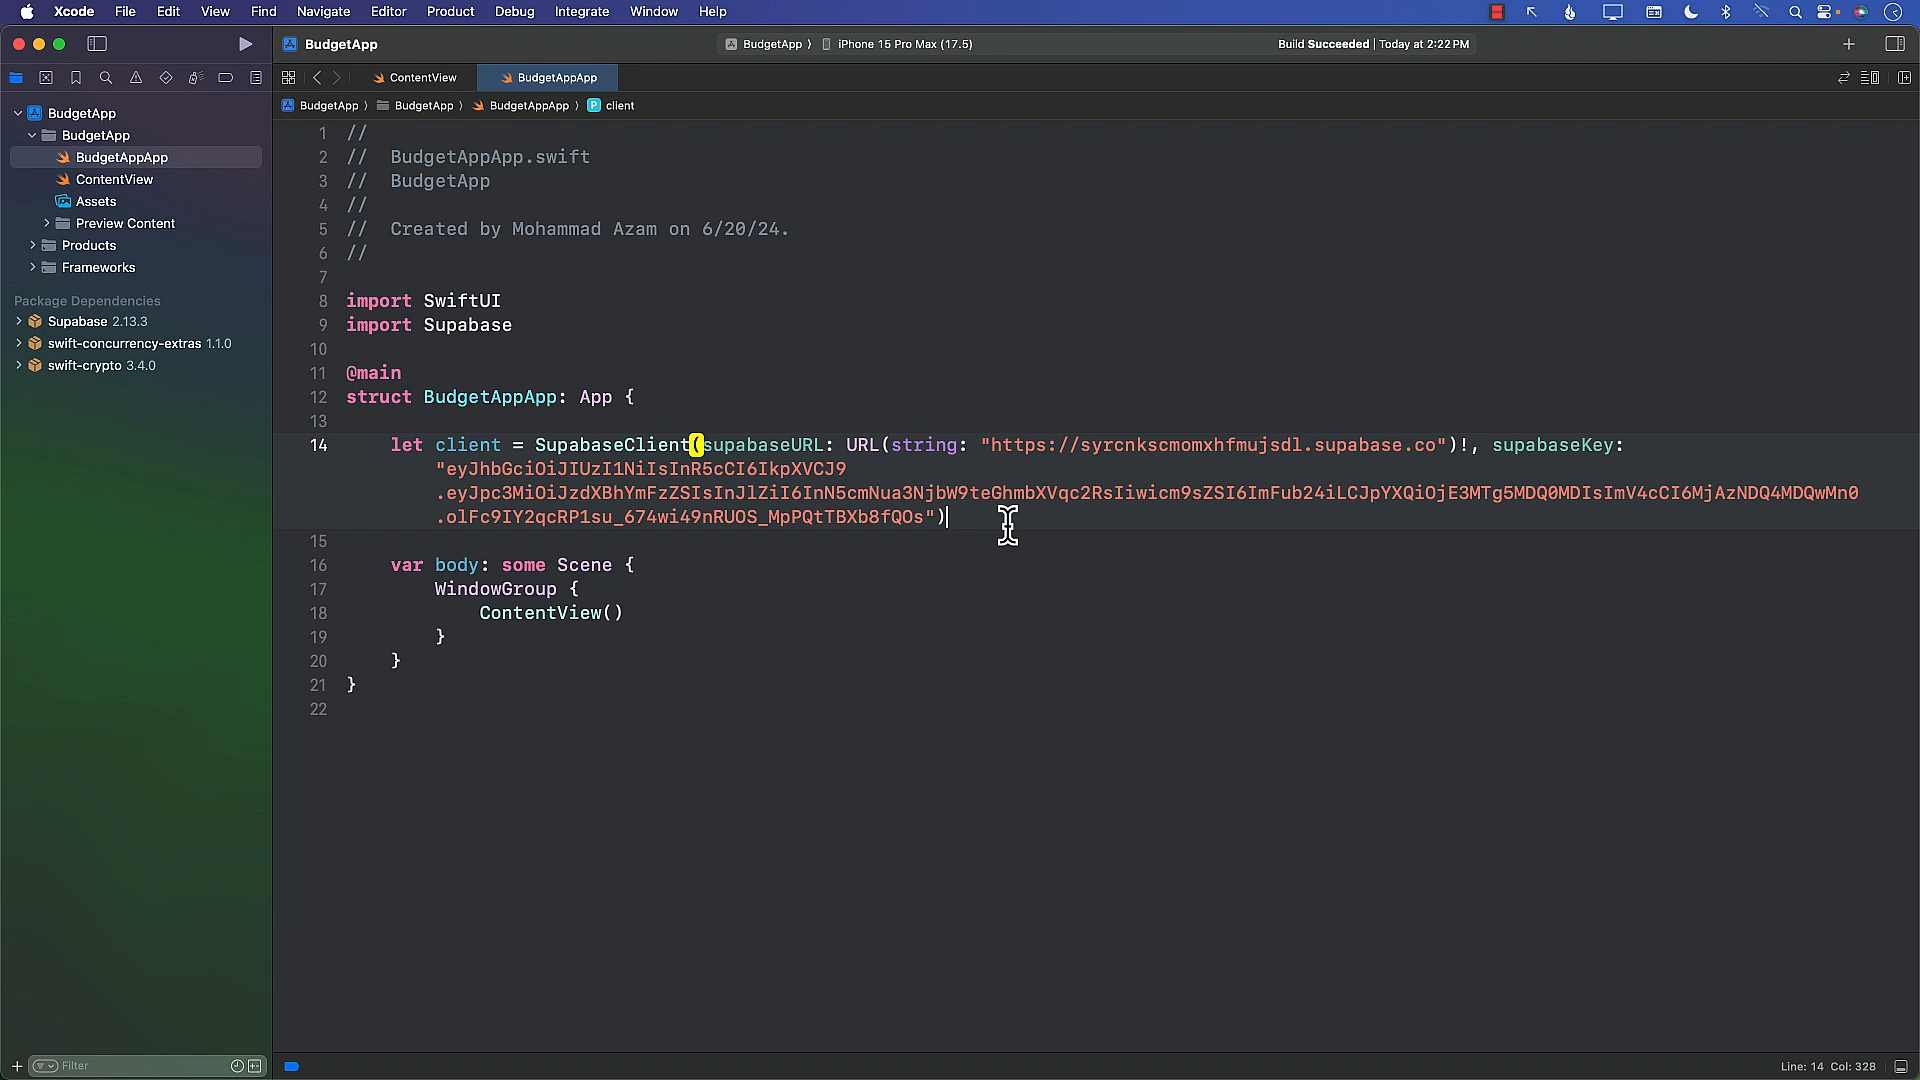 Xcode File Edit View Find Navigate Editor Product Debug Integrate Window Help
BudgetApp
BudgetApp ⟩ iPhone 15 Pro Max (17.5)
Build Succeeded | Today at 2:22 PM
ContentView
BudgetAppApp
BudgetApp ⟩ BudgetApp ⟩ BudgetAppApp ⟩ P client
BudgetApp
BudgetApp
BudgetAppApp
ContentView
Assets
Preview Content
Products
Frameworks
Package Dependencies
Supabase 2.13.3
swift-concurrency-extras 1.1.0
swift-crypto 3.4.0
1 //
2 // BudgetAppApp.swift
3 // BudgetApp
4 //
5 // Created by Mohammad Azam on 6/20/24.
6 //
7
8 import SwiftUI
9 import Supabase
10
11 @main
12 struct BudgetAppApp: App {
13
14 let client = SupabaseClient(supabaseURL: URL(string: "https://syrcnkscmomxhfmujsdl.supabase.co")!, supabaseKey:
"eyJhbGciOiJIUzI1NiIsInR5cCI6IkpXVCJ9
.eyJpc3MiOiJzdXBhYmFzZSIsInJlZiI6InN5cmNua3NjbW9teGhmbXVqc2RsIiwicm9sZSI6ImFub24iLCJpYXQiOjE3MTg5MDQ0MDIsImV4cCI6MjAzNDQ4MDQwMn0
.olFc9IY2qcRP1su_674wi49nRUOS_MpPQtTBXb8fQOs")
15
16 var body: some Scene {
17 WindowGroup {
18 ContentView()
19 }
20 }
21 }
22
Filter
Line: 14 Col: 328